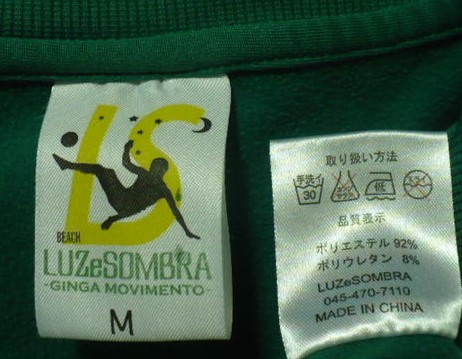 LS
BEACH
LUZeSOMBRA
-GINGA MOVIMENTO-
M
取り扱い方法
手洗イ
30
低
品質表示
ポリエステル 92%
ポリウレタン 8%
LUZeSOMBRA
045-470-7110
MADE IN CHINA